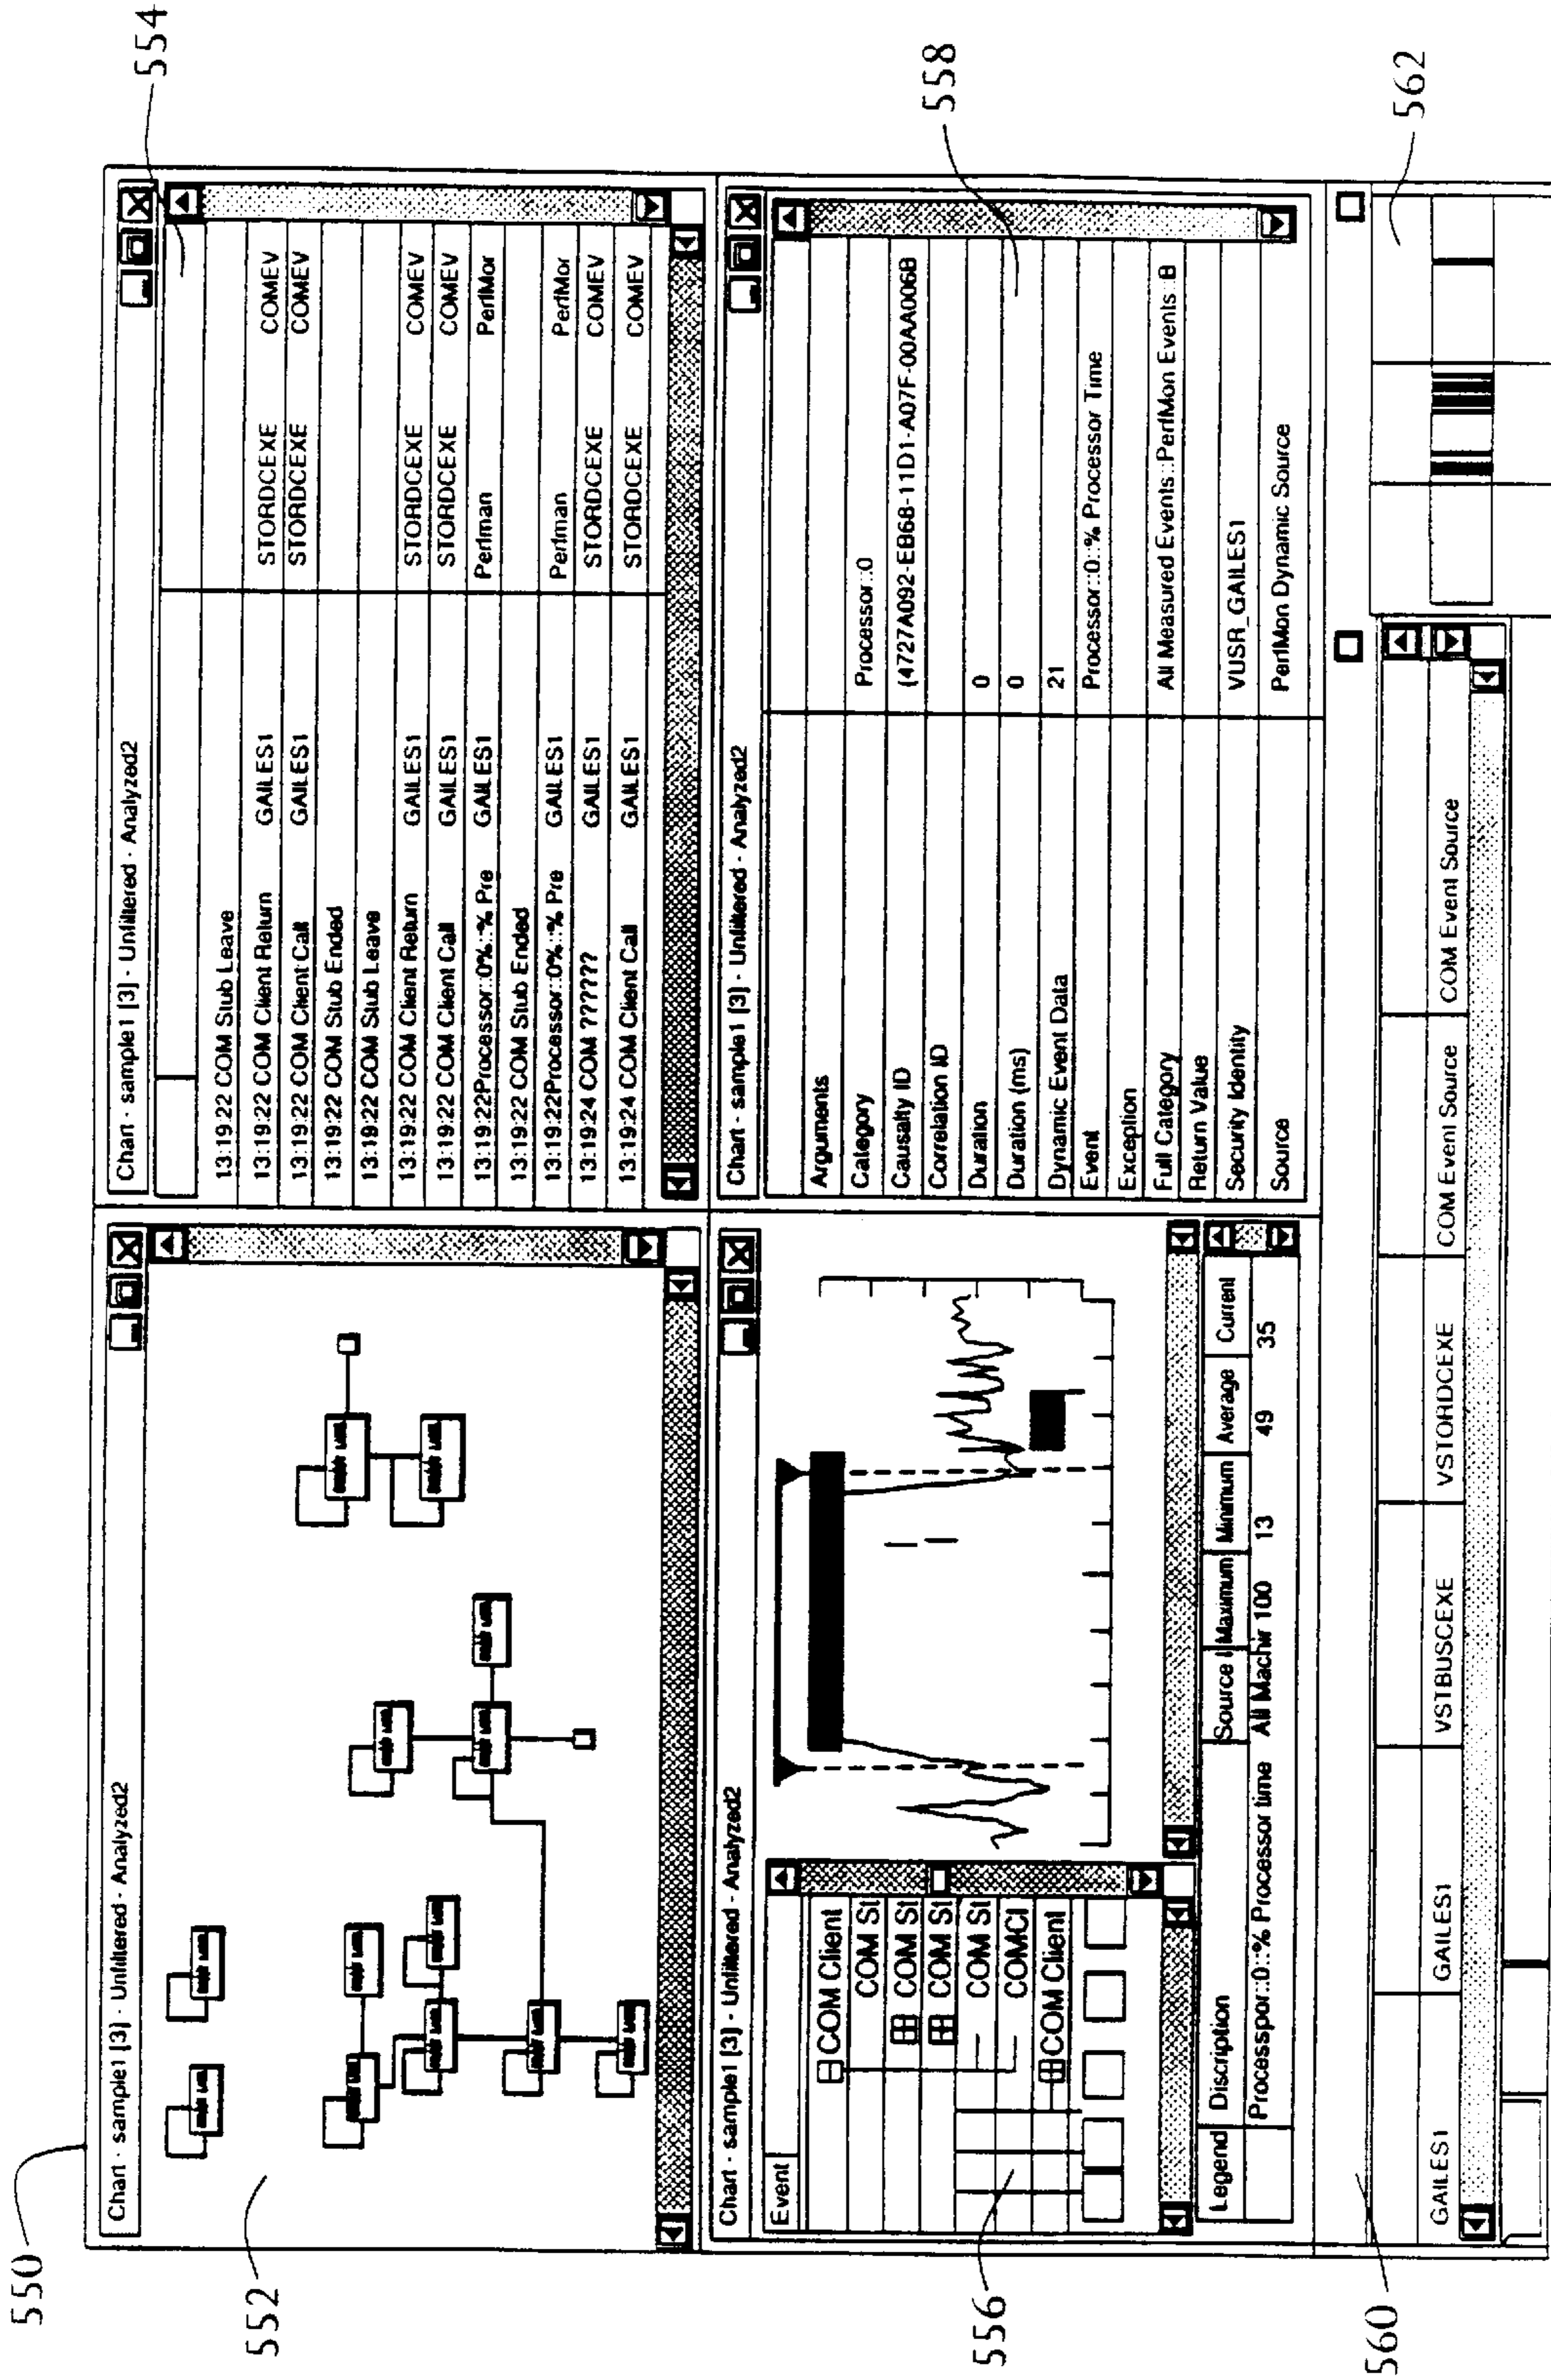 550
552
Chart - sample1 [3] - Unfiltered - Analyzed2
554
Chart - sample1 [3] - Unfiltered - Analyzed2
13:19:22 COM Stub Leave
13:19:22 COM Client Return GAILES1 STORDCEXE COMEV
13:19:22 COM Client Call GAILES1 STORDCEXE COMEV
13:19:22 COM Stub Ended
13:19:22 COM Stub Leave
13:19:22 COM Client Return GAILES1 STORDCEXE COMEV
13:19:22 COM Client Call GAILES1 STORDCEXE COMEV
13:19:22Processor::0%::% Pre GAILES1 Perfman PerfMor
13:19:22 COM Stub Ended
13:19:22Processor::0%::% Pre GAILES1 Perfman PerfMor
13:19:24 COM ?????? GAILES1 STORDCEXE COMEV
13:19:24 COM Client Call GAILES1 STORDCEXE COMEV
556
Chart - sample1 [3] - Unfiltered - Analyzed2
Event
COM Client
COM St
COM St
COM St
COM St
COMCl
COM Client
Legend Discription Source I Maximum Minimum Average Current
Processpor::0::% Processor time All Machir 100 13 49 35
558
Chart - sample1 [3] - Unfiltered - Analyzed2
Arguments
Category Processor::0
Causalty ID (4727A092-EB68-11D1-A07F-00AA006B
Correlation ID
Duration 0
Duration (ms) 0
Dynamic Event Data 21
Event Processor::0::% Processor Time
Exception
Full Category All Measured Events::PerfMon Events::B
Return Value
Security Identity VUSR_GAILES1
Source PerfMon Dynamic Source
560
GAILES1 GAILES1 VSTBUSCEXE VSTORDCEXE COM Event Source COM Event Source
562